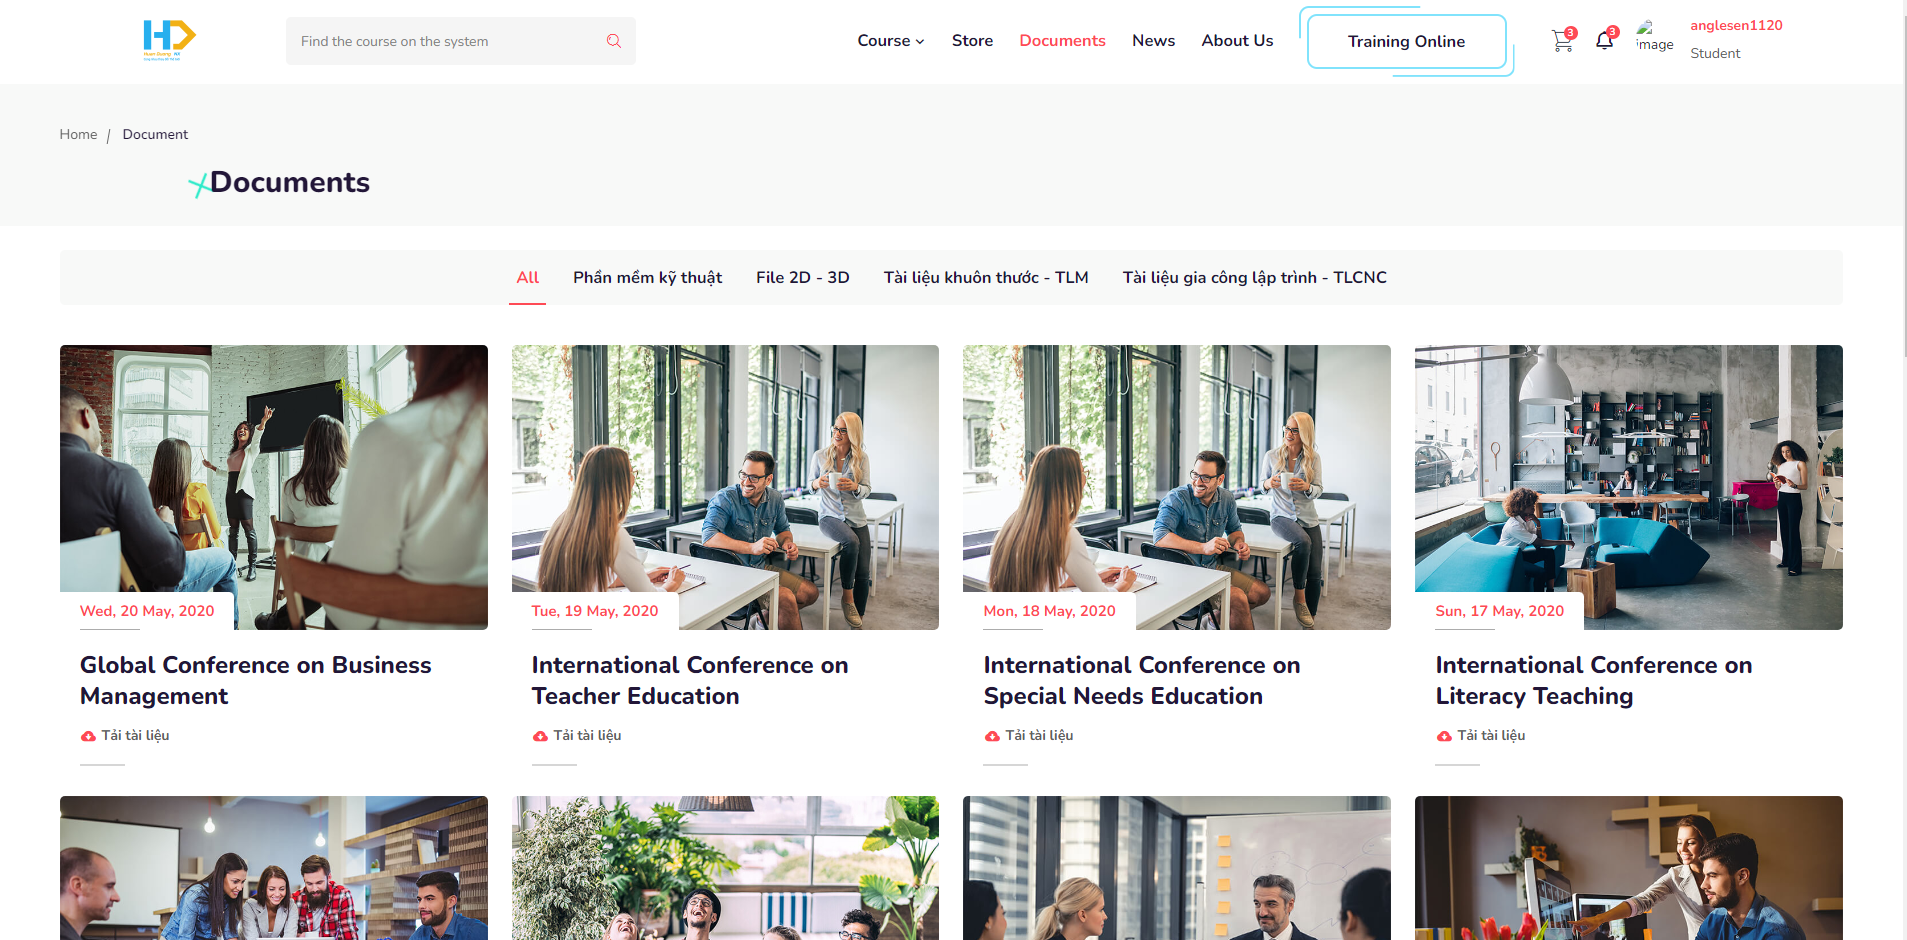 HD
Find the course on the system
Course
Store
Documents
News
About Us
Training Online
3
3
image
anglesen1120
Student
Home / Document
Documents
All
Phần mềm kỹ thuật
File 2D - 3D
Tài liệu khuôn thước - TLM
Tài liệu gia công lập trình - TLCNC
Wed, 20 May, 2020
Global Conference on Business
Management
Tải tài liệu
Tue, 19 May, 2020
International Conference on
Teacher Education
Tải tài liệu
Mon, 18 May, 2020
International Conference on
Special Needs Education
Tải tài liệu
Sun, 17 May, 2020
International Conference on
Literacy Teaching
Tải tài liệu